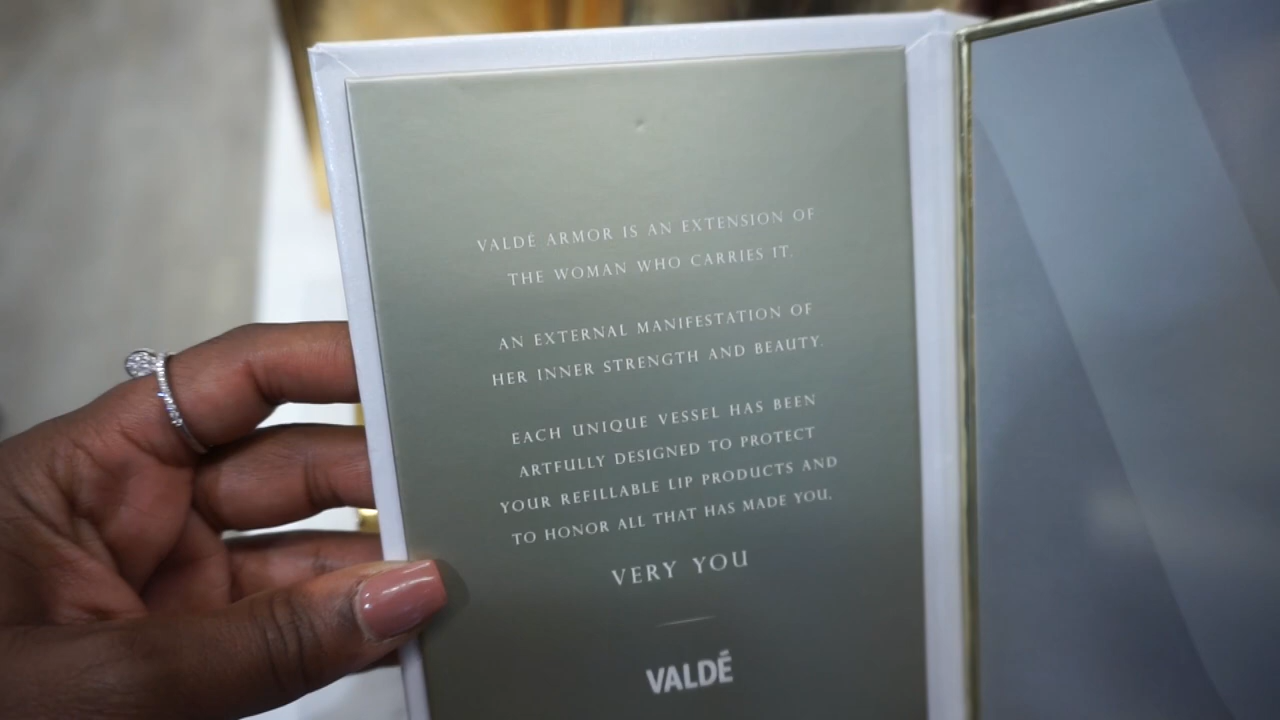 VALDÉ ARMOR IS AN EXTENSION OF
THE WOMAN WHO CARRIES IT.
AN EXTERNAL MANIFESTATION OF
HER INNER STRENGTH AND BEAUTY.
EACH UNIQUE VESSEL HAS BEEN
ARTFULLY DESIGNED TO PROTECT
YOUR REFILLABLE LIP PRODUCTS AND
TO HONOR ALL THAT HAS MADE YOU,
VERY YOU
VALDÉ